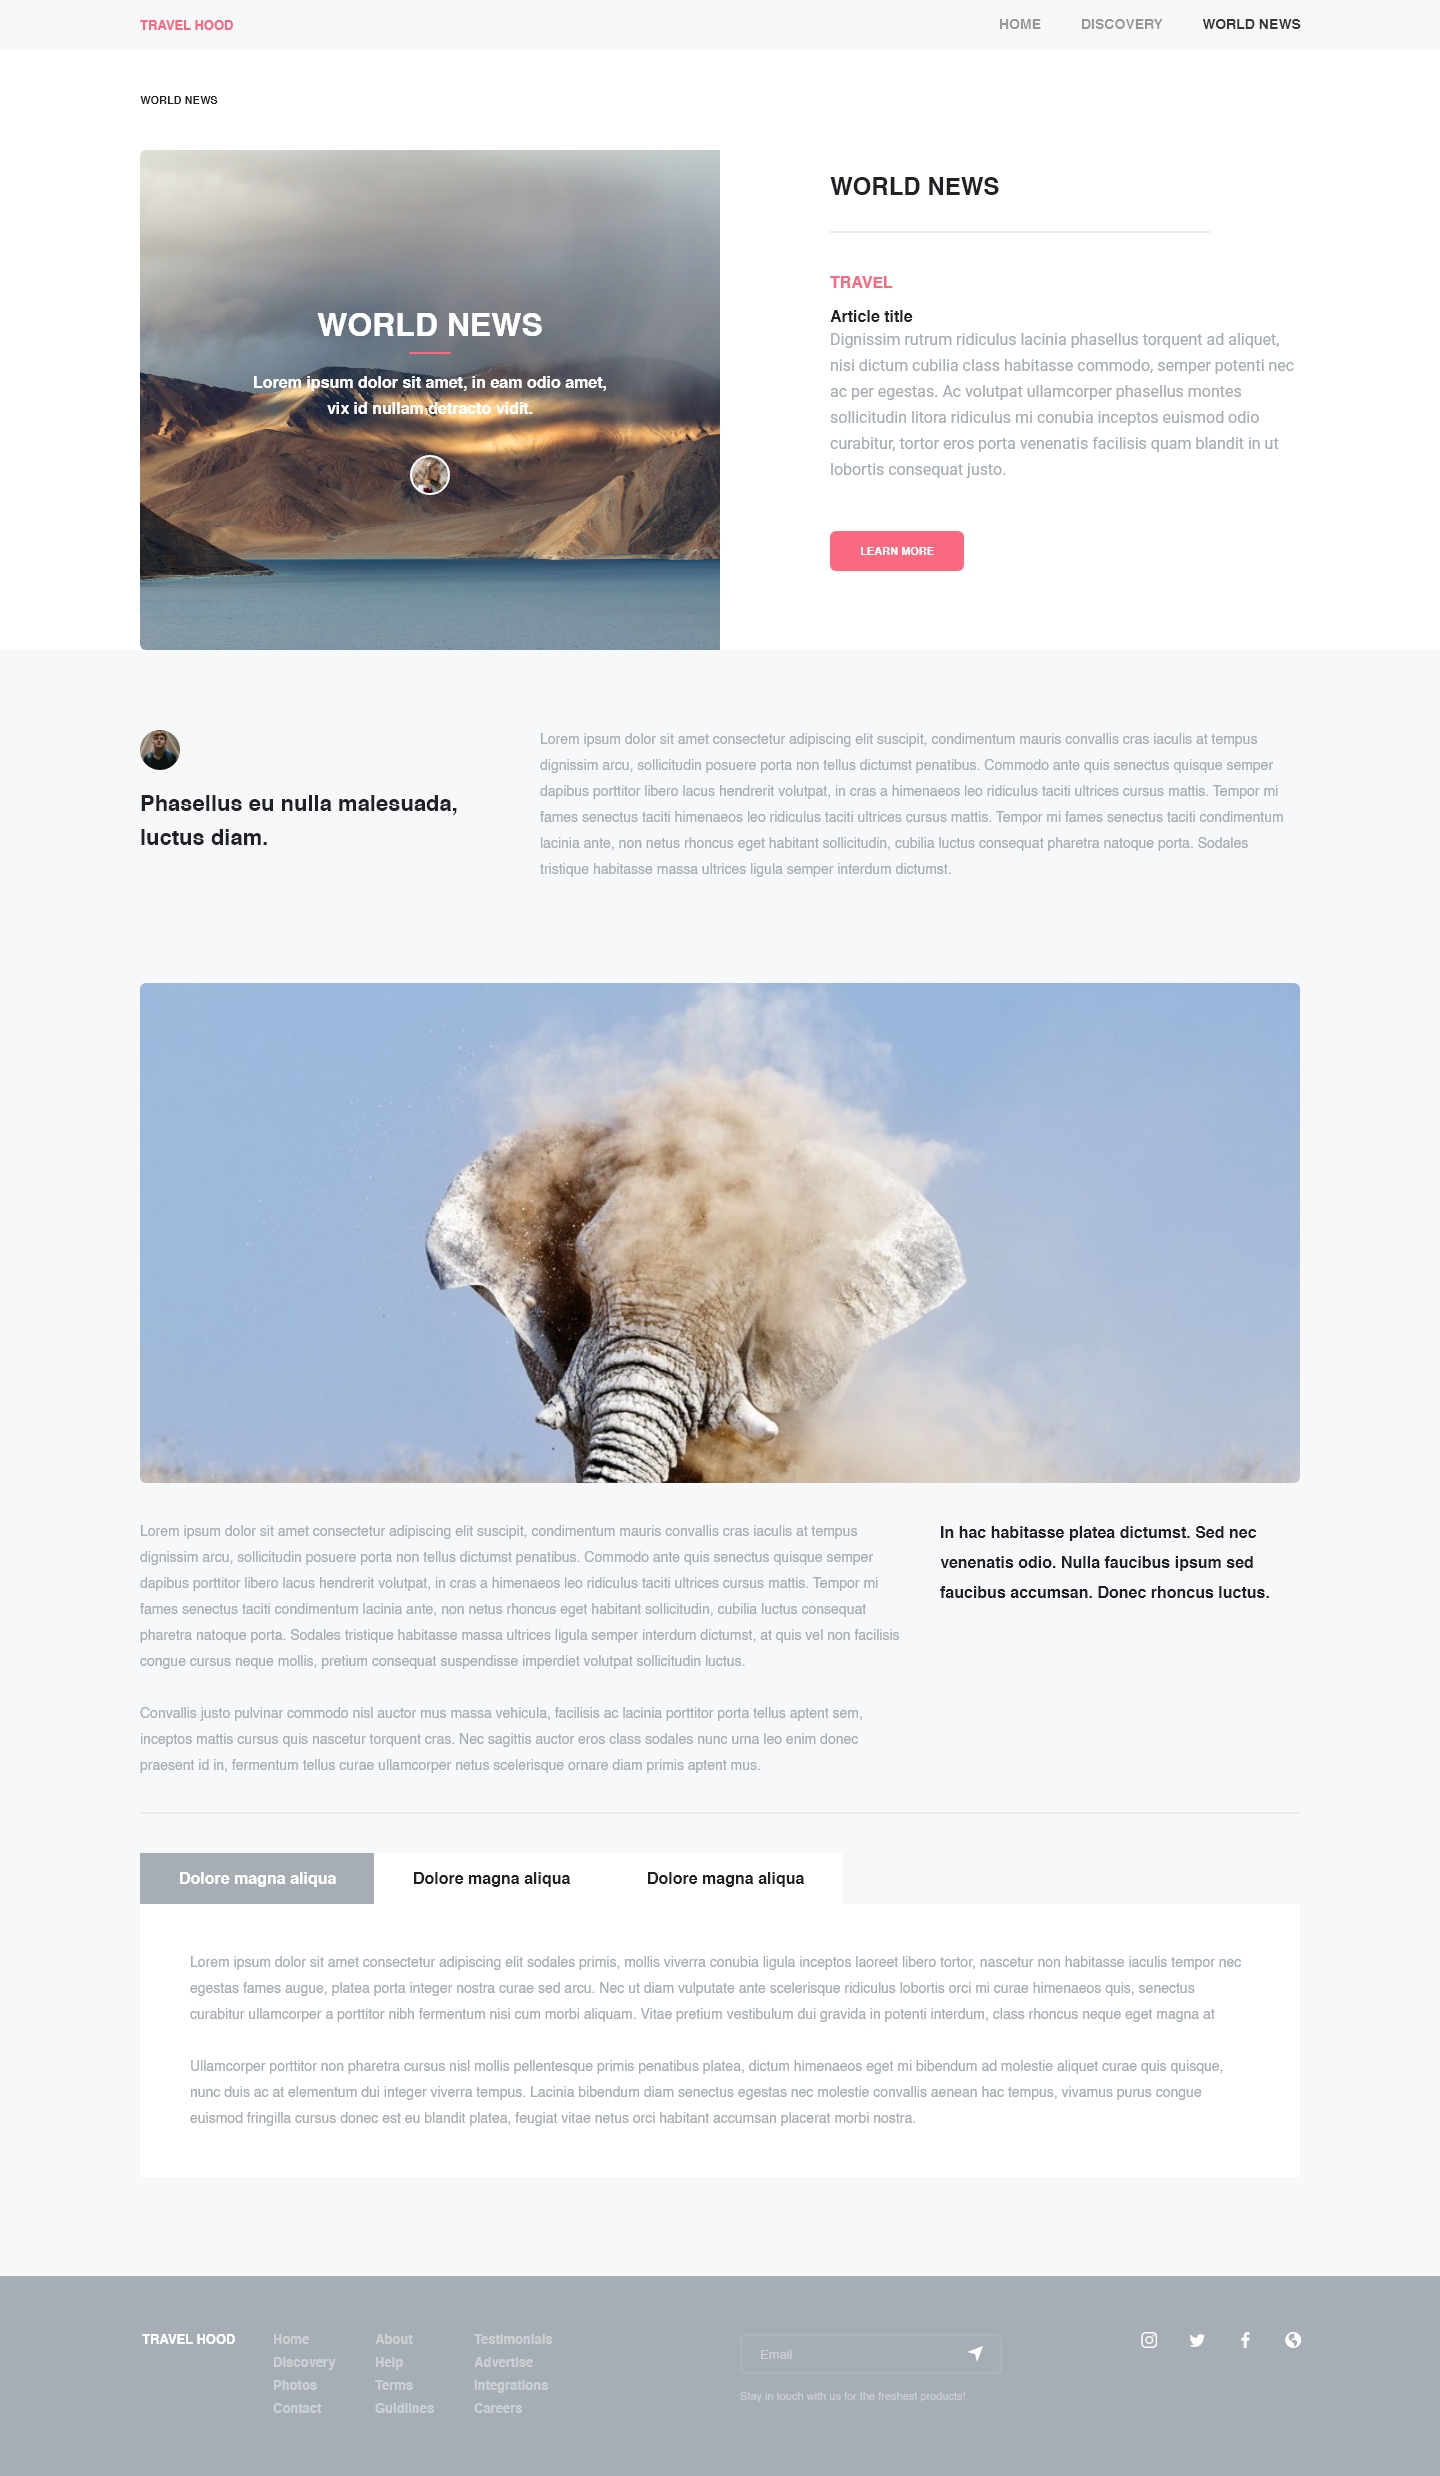 TRAVEL HOOD
HOME
DISCOVERY
WORLD NEWS
WORLD NEWS
WORLD NEWS
Lorem ipsum dolor sit amet, in eam odio amet,
vix id nullam detracto vidit.
WORLD NEWS
TRAVEL
Article title
Dignissim rutrum ridiculus lacinia phasellus torquent ad aliquet,
nisi dictum cubilia class habitasse commodo, semper potenti nec
ac per egestas. Ac volutpat ullamcorper phasellus montes
sollicitudin litora ridiculus mi conubia inceptos euismod odio
curabitur, tortor eros porta venenatis facilisis quam blandit in ut
lobortis consequat justo.
LEARN MORE
Phasellus eu nulla malesuada,
luctus diam.
Lorem ipsum dolor sit amet consectetur adipiscing elit suscipit, condimentum mauris convallis cras iaculis at tempus
dignissim arcu, sollicitudin posuere porta non tellus dictumst penatibus. Commodo ante quis senectus quisque semper
dapibus porttitor libero lacus hendrerit volutpat, in cras a himenaeos leo ridiculus taciti ultrices cursus mattis. Tempor mi
fames senectus taciti himenaeos leo ridiculus taciti ultrices cursus mattis. Tempor mi fames senectus taciti condimentum
lacinia ante, non netus rhoncus eget habitant sollicitudin, cubilia luctus consequat pharetra natoque porta. Sodales
tristique habitasse massa ultrices ligula semper interdum dictumst.
Lorem ipsum dolor sit amet consectetur adipiscing elit suscipit, condimentum mauris convallis cras iaculis at tempus
dignissim arcu, sollicitudin posuere porta non tellus dictumst penatibus. Commodo ante quis senectus quisque semper
dapibus porttitor libero lacus hendrerit volutpat, in cras a himenaeos leo ridiculus taciti ultrices cursus mattis. Tempor mi
fames senectus taciti condimentum lacinia ante, non netus rhoncus eget habitant sollicitudin, cubilia luctus consequat
pharetra natoque porta. Sodales tristique habitasse massa ultrices ligula semper interdum dictumst, at quis vel non facilisis
congue cursus neque mollis, pretium consequat suspendisse imperdiet volutpat sollicitudin luctus.
Convallis justo pulvinar commodo nisl auctor mus massa vehicula, facilisis ac lacinia porttitor porta tellus aptent sem,
inceptos mattis cursus quis nascetur torquent cras. Nec sagittis auctor eros class sodales nunc urna leo enim donec
praesent id in, fermentum tellus curae ullamcorper netus scelerisque ornare diam primis aptent mus.
In hac habitasse platea dictumst. Sed nec
venenatis odio. Nulla faucibus ipsum sed
faucibus accumsan. Donec rhoncus luctus.
Dolore magna aliqua
Dolore magna aliqua
Dolore magna aliqua
Lorem ipsum dolor sit amet consectetur adipiscing elit sodales primis, mollis viverra conubia ligula inceptos laoreet libero tortor, nascetur non habitasse iaculis tempor nec
egestas fames augue, platea porta integer nostra curae sed arcu. Nec ut diam vulputate ante scelerisque ridiculus lobortis orci mi curae himenaeos quis, senectus
curabitur ullamcorper a porttitor nibh fermentum nisi cum morbi aliquam. Vitae pretium vestibulum dui gravida in potenti interdum, class rhoncus neque eget magna at
Ullamcorper porttitor non pharetra cursus nisl mollis pellentesque primis penatibus platea, dictum himenaeos eget mi bibendum ad molestie aliquet curae quis quisque,
nunc duis ac at elementum dui integer viverra tempus. Lacinia bibendum diam senectus egestas nec molestie convallis aenean hac tempus, vivamus purus congue
euismod fringilla cursus donec est eu blandit platea, feugiat vitae netus orci habitant accumsan placerat morbi nostra.
TRAVEL HOOD
Home
Discovery
Photos
Contact
About
Help
Terms
Guidlines
Testimonials
Advertise
Integrations
Careers
Email
Stay in touch with us for the freshest products!